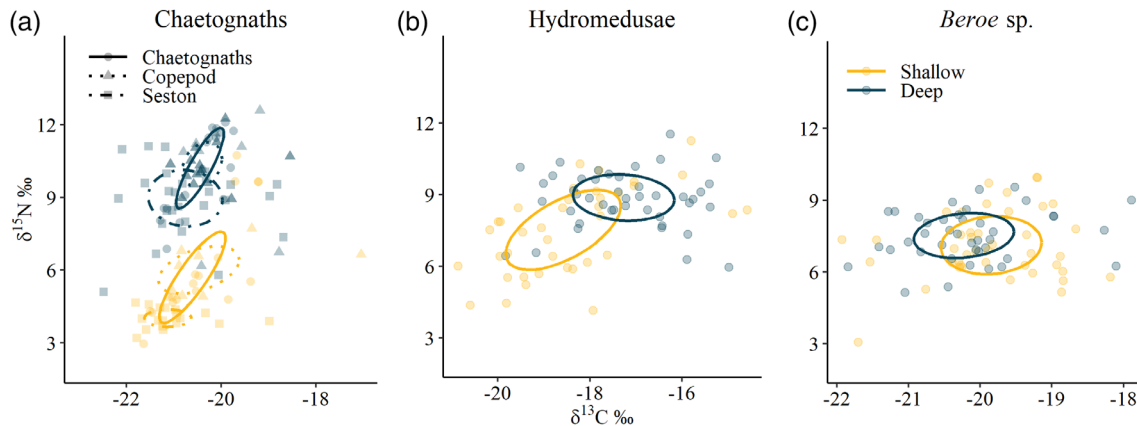 (a) Chaetognaths
Chaetognaths
Copepod
Seston
12
9
6
3
δ¹⁵N ‰
-22 -20 -18
(b) Hydromedusae
12
9
6
3
-20 -18 -16
δ¹³C ‰
(c) Beroe sp.
Shallow
Deep
12
9
6
3
-22 -21 -20 -19 -18